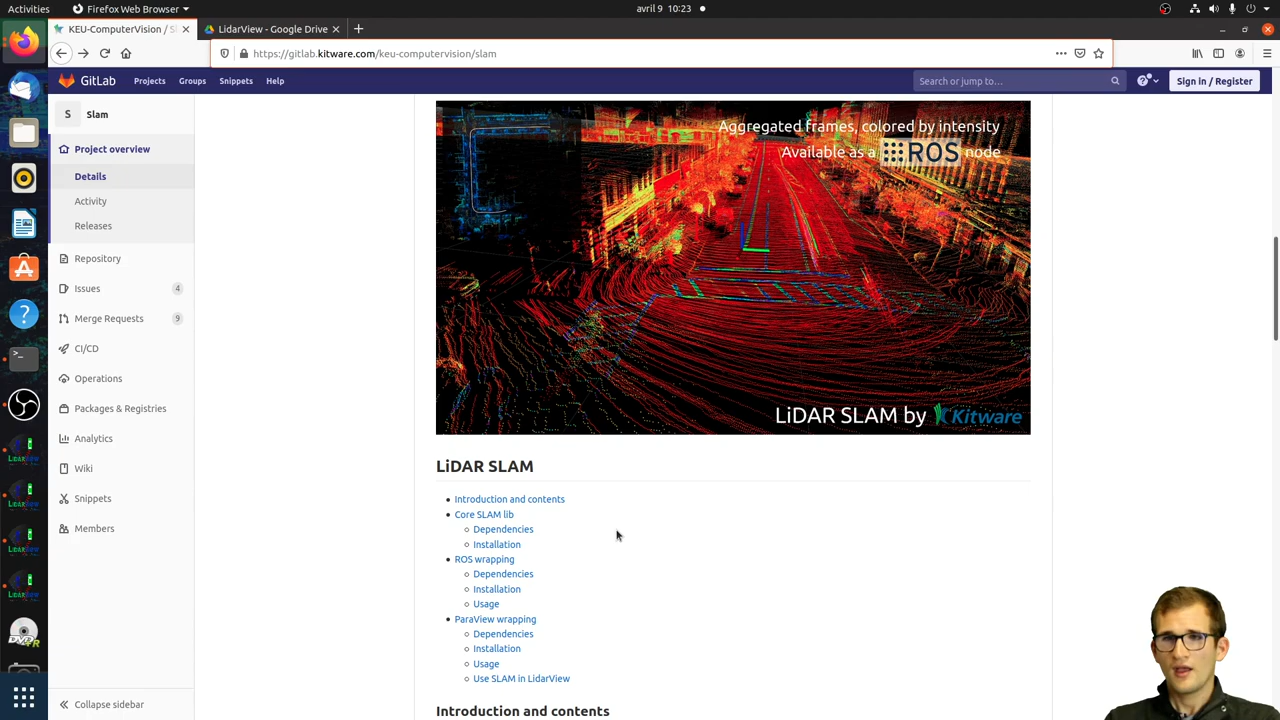 Activities
Firefox Web Browser
avril 9 10:23
KEU-ComputerVision / Sl
LidarView - Google Drive
https://gitlab.kitware.com/keu-computervision/slam
GitLab
Projects
Groups
Snippets
Help
Search or jump to…
Sign in / Register
S
Slam
Project overview
Details
Activity
Releases
Repository
Issues
4
Merge Requests
9
CI/CD
Operations
Packages & Registries
Analytics
Wiki
Snippets
Members
Collapse sidebar
Aggregated frames, colored by intensity
Available as a ROS node
LiDAR SLAM by Kitware
LiDAR SLAM
Introduction and contents
Core SLAM lib
Dependencies
Installation
ROS wrapping
Dependencies
Installation
Usage
ParaView wrapping
Dependencies
Installation
Usage
Use SLAM in LidarView
Introduction and contents